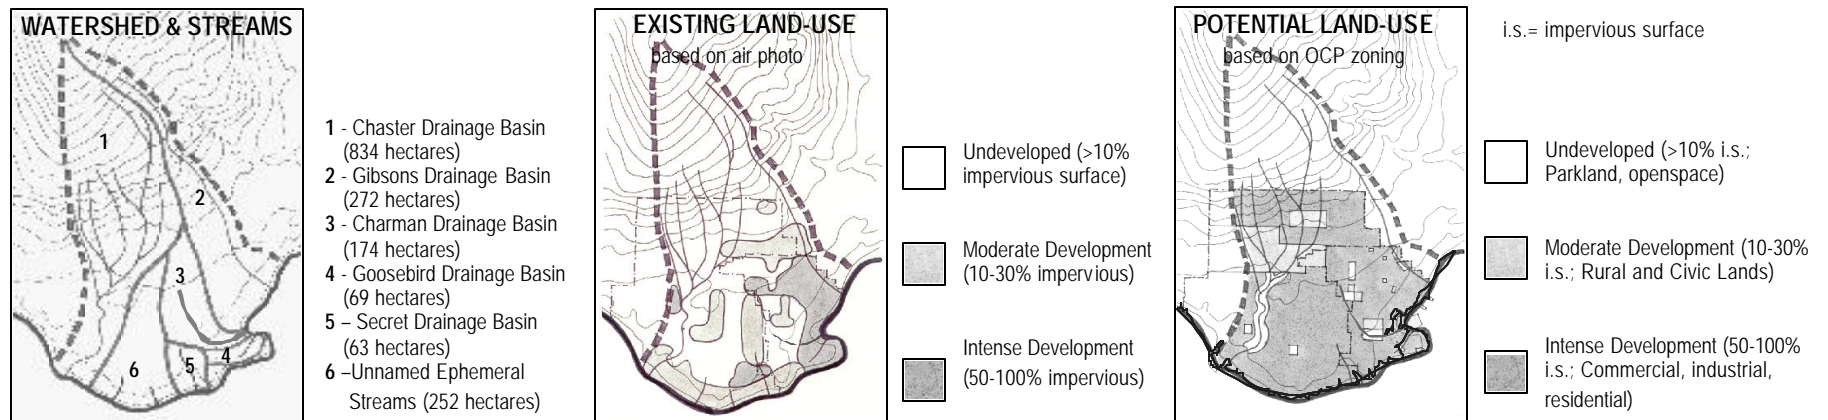 WATERSHED & STREAMS
1
2
3
4
5
6
1 - Chaster Drainage Basin
(834 hectares)
2 - Gibsons Drainage Basin
(272 hectares)
3 - Charman Drainage Basin
(174 hectares)
4 - Goosebird Drainage Basin
(69 hectares)
5 – Secret Drainage Basin
(63 hectares)
6 –Unnamed Ephemeral
Streams (252 hectares)
EXISTING LAND-USE
based on air photo
Undeveloped (>10%
impervious surface)
Moderate Development
(10-30% impervious)
Intense Development
(50-100% impervious)
POTENTIAL LAND-USE
based on OCP zoning
i.s.= impervious surface
Undeveloped (>10% i.s.;
Parkland, openspace)
Moderate Development (10-30%
i.s.; Rural and Civic Lands)
Intense Development (50-100%
i.s.; Commercial, industrial,
residential)